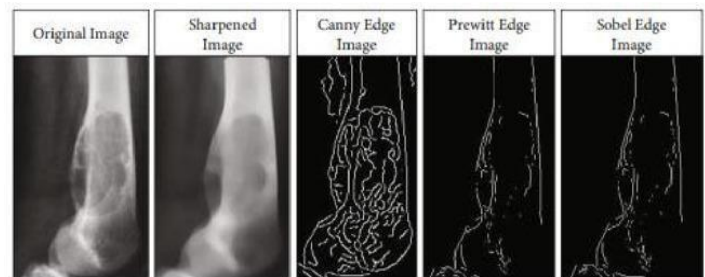 Original Image
Sharpened
Image
Canny Edge
Image
Prewitt Edge
Image
Sobel Edge
Image